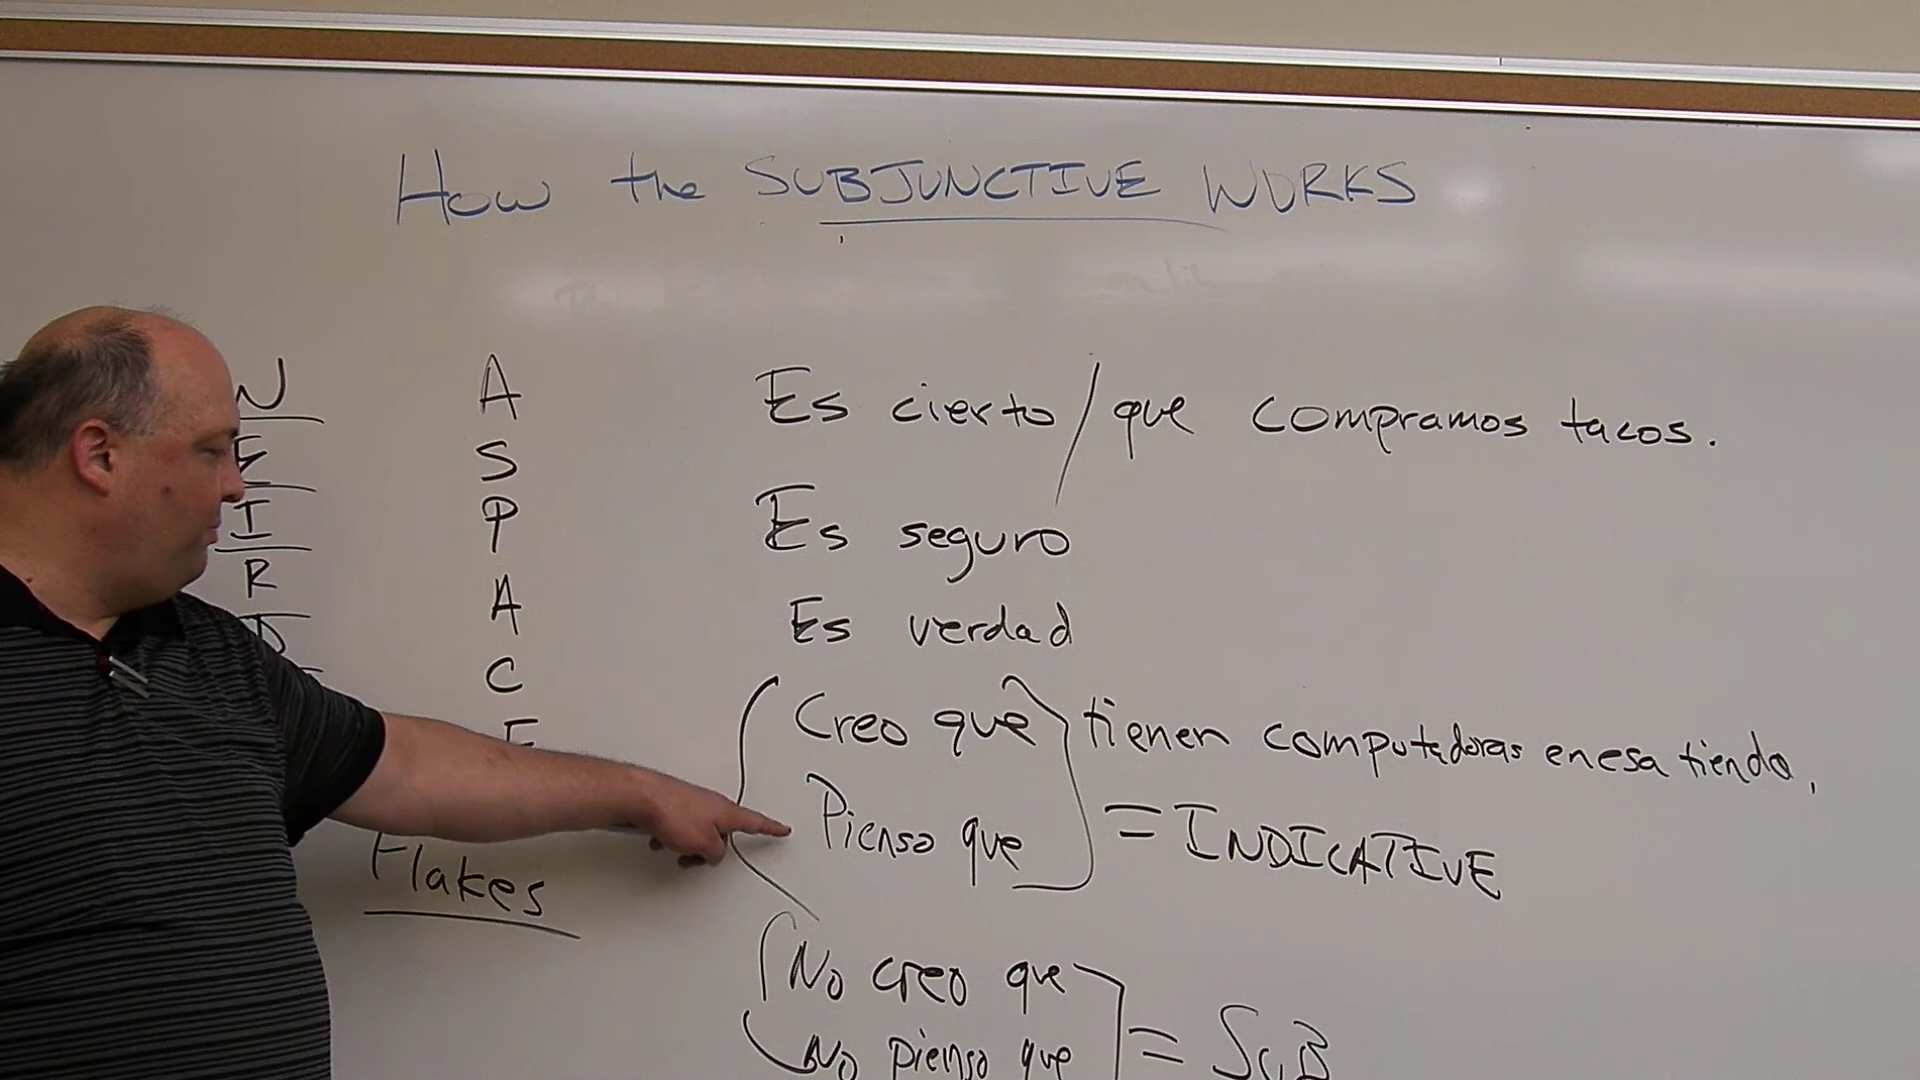 How the SUBJUNCTIVE WORKS
N
E
I
R
D
A
S
P
A
C
E
Flakes
Es cierto / que compramos tacos.
Es seguro
Es verdad
Creo que tienen computadoras en esa tienda.
Pienso que = INDICATIVE
No creo que
No pienso que = SUB